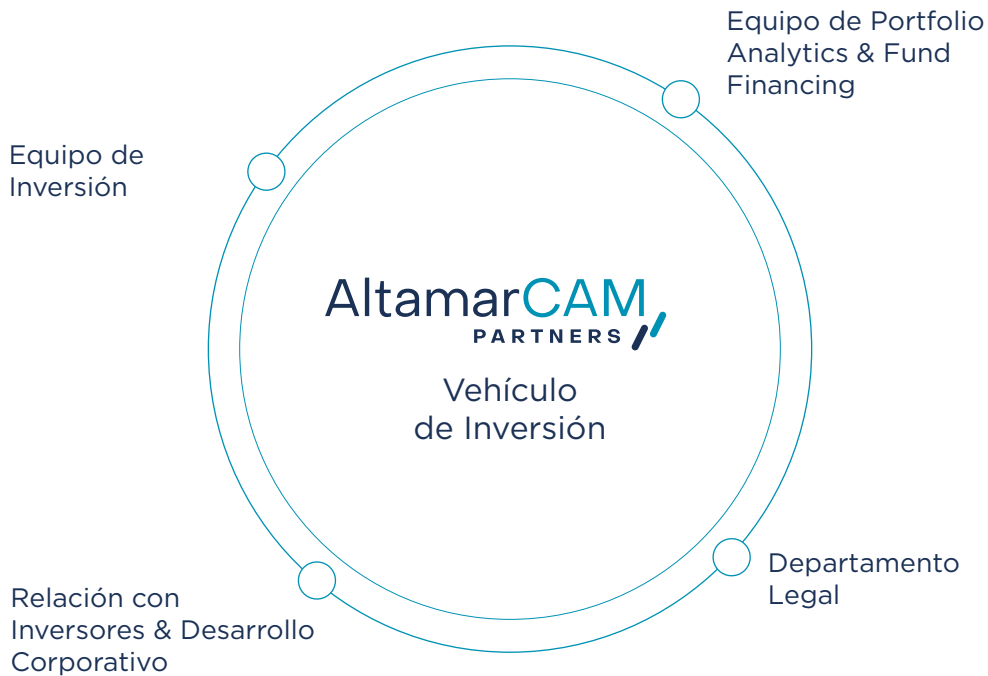 Equipo de Portfolio
Analytics & Fund
Financing
Equipo de
Inversión
AltamarCAM
PARTNERS
Vehículo
de Inversión
Departamento
Legal
Relación con
Inversores & Desarrollo
Corporativo